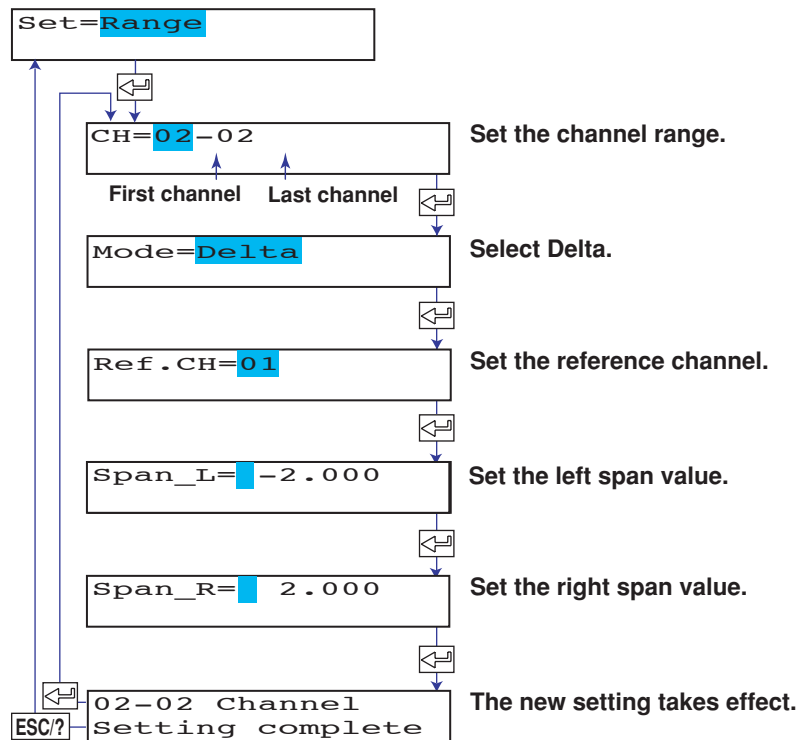 Set=Range
CH=02-02
Set the channel range.
First channel
Last channel
Mode=Delta
Select Delta.
Ref.CH=01
Set the reference channel.
Span_L= -2.000
Set the left span value.
Span_R= 2.000
Set the right span value.
02-02 Channel
The new setting takes effect.
ESC/?
Setting complete